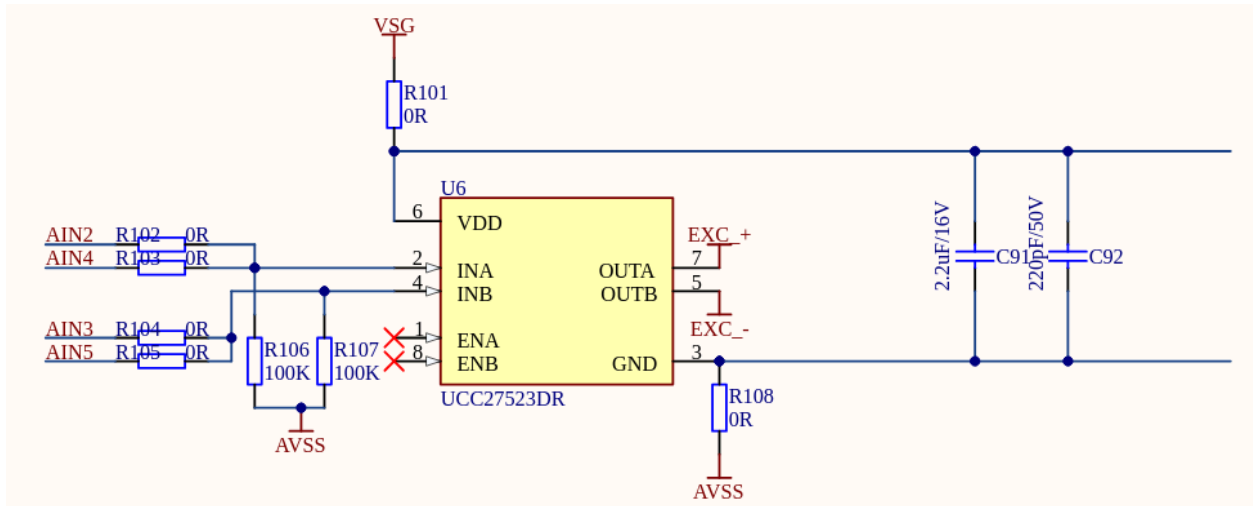 VSG
R101
0R
U6
6
VDD
AIN2
R102
0R
AIN4
R103
0R
2
INA
4
INB
OUTA
7
EXC_+
OUTB
5
EXC_-
2.2uF/16V
C91
220pF/50V
C92
AIN3
R104
0R
AIN5
R105
0R
1
ENA
8
ENB
GND
3
R106
100K
R107
100K
UCC27523DR
R108
0R
AVSS
AVSS